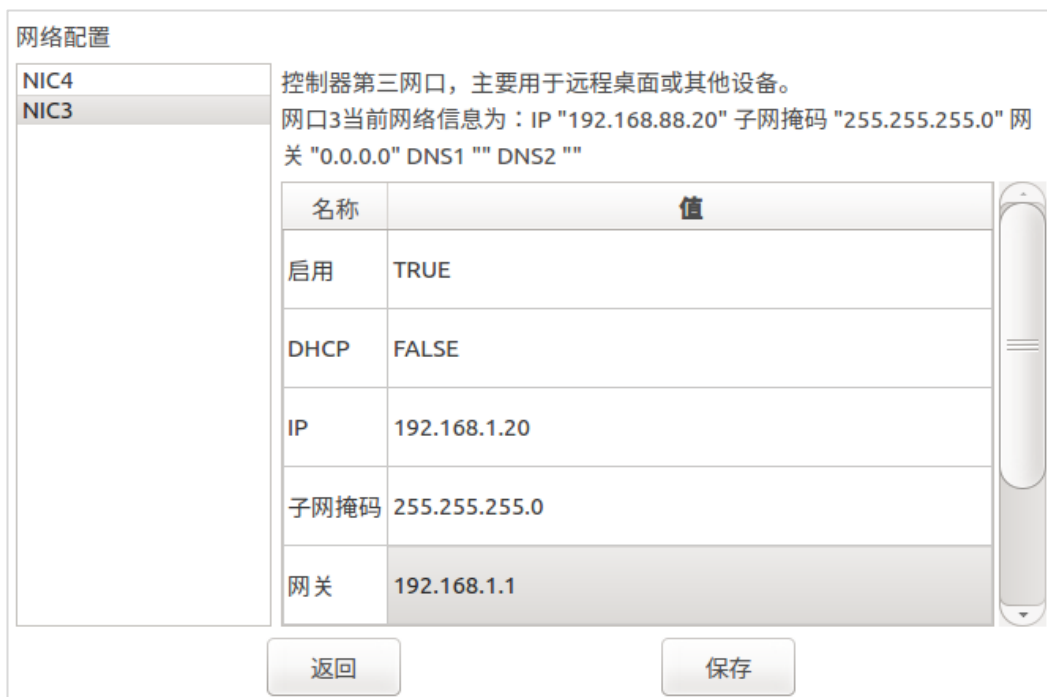 网络配置
NIC4
NIC3
控制器第三网口，主要用于远程桌面或其他设备。
网口3当前网络信息为：IP "192.168.88.20" 子网掩码 "255.255.255.0" 网
关 "0.0.0.0" DNS1 "" DNS2 ""
名称 值
启用 TRUE
DHCP FALSE
IP 192.168.1.20
子网掩码 255.255.255.0
网关 192.168.1.1
返回 保存